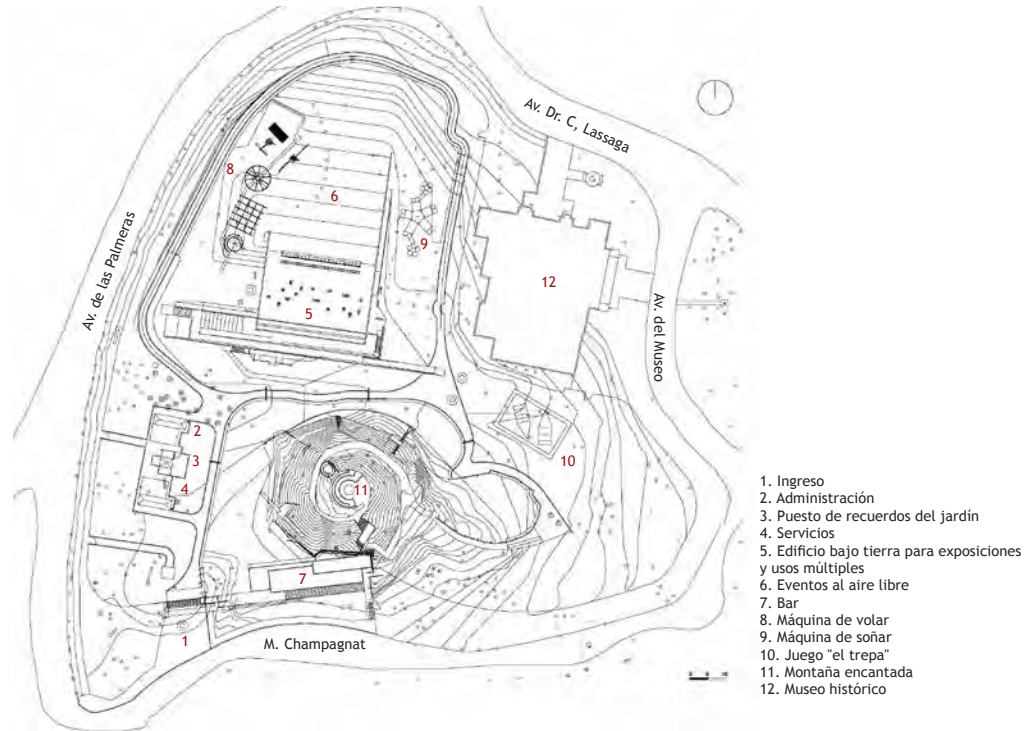 Av. Dr. C, Lassaga
8
6
9
Av. de las Palmeras
12
5
Av. del Museo
2
3
10
4
11
7
1
M. Champagnat
1. Ingreso
2. Administración
3. Puesto de recuerdos del jardín
4. Servicios
5. Edificio bajo tierra para exposiciones
y usos múltiples
6. Eventos al aire libre
7. Bar
8. Máquina de volar
9. Máquina de soñar
10. Juego "el trepa"
11. Montaña encantada
12. Museo histórico